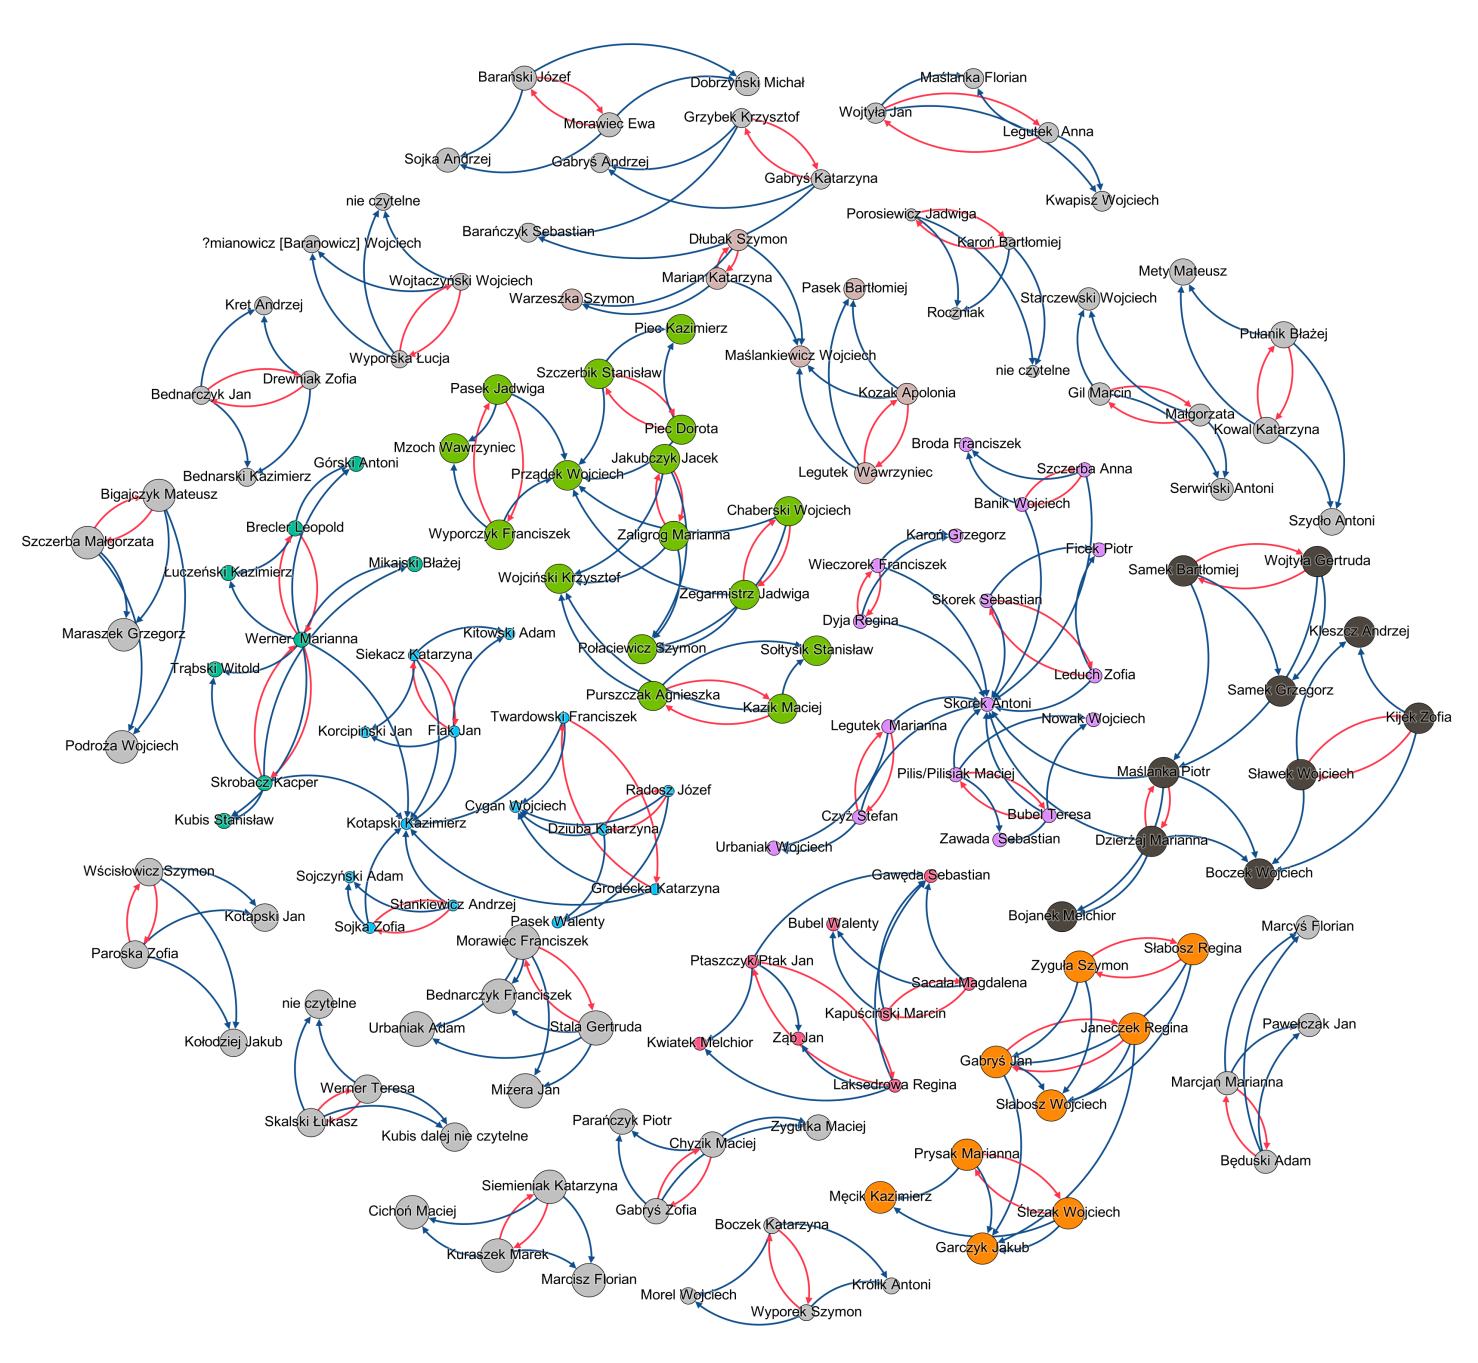 Barański Józef
Dobrzyński Michał
Maślanka Florian
Wojtyła Jan
Grzybek Krzysztof
Morawiec Ewa
Legutek Anna
Sojka Andrzej
Gabryś Andrzej
Gabryś Katarzyna
nie czytelne
Kwapisz Wojciech
Porosiewicz Jadwiga
Barańczyk Sebastian
Dłubak Szymon
?mianowicz [Baranowicz] Wojciech
Karoń Bartłomiej
Mety Mateusz
Wojtaczyński Wojciech
Marian Katarzyna
Pasek Bartłomiej
Warzeszka Szymon
Starczewski Wojciech
Kret Andrzej
Roczniak
Piec Kazimierz
Pułanik Błażej
Wyporska Łucja
Maślankiewicz Wojciech
nie czytelne
Szczerbik Stanisław
Drewniak Zofia
Bednarczyk Jan
Pasek Jadwiga
Kozak Apolonia
Gil Marcin
Małgorzata
Piec Dorota
Kowal Katarzyna
Mzoch Wawrzyniec
Broda Franciszek
Jakubczyk Jacek
Górski Antoni
Szczerba Anna
Bednarski Kazimierz
Prządek Wojciech
Legutek Wawrzyniec
Serwiński Antoni
Bigajczyk Mateusz
Banik Wojciech
Chaberski Wojciech
Szydło Antoni
Brecler Leopold
Wyporczyk Franciszek
Zaligrog Marianna
Karoń Grzegorz
Szczerba Małgorzata
Ficek Piotr
Mikajski Błażej
Wieczorek Franciszek
Samek Bartłomiej
Wojtyła Gertruda
Łuczeński Kazimierz
Wojciński Krzysztof
Zegarmistrz Jadwiga
Skorek Sebastian
Dyja Regina
Maraszek Grzegorz
Kitowski Adam
Kleszcz Andrzej
Werner Marianna
Połaciewicz Szymon
Sołtysik Stanisław
Siekacz Katarzyna
Trąbski Witold
Leduch Zofia
Samek Grzegorz
Purszczak Agnieszka
Skorek Antoni
Kazik Maciej
Twardowski Franciszek
Nowak Wojciech
Kijek Zofia
Legutek Marianna
Korcipiński Jan
Flak Jan
Podroża Wojciech
Maślanka Piotr
Sławek Wojciech
Pilis/Pilisiak Maciej
Skrobacz Kacper
Radosz Józef
Cygan Wojciech
Bubel Teresa
Czyż Stefan
Kubis Stanisław
Kotapski Kazimierz
Dziuba Katarzyna
Zawada Sebastian
Dzierżaj Marianna
Urbaniak Wojciech
Wścisłowicz Szymon
Boczek Wojciech
Sojczyński Adam
Gawęda Sebastian
Grodecka Katarzyna
Stankiewicz Andrzej
Kotapski Jan
Bojanek Melchior
Pasek Walenty
Bubel Walenty
Sojka Zofia
Marcyś Florian
Morawiec Franciszek
Słabosz Regina
Paroska Zofia
Ptaszczyk/Ptak Jan
Zyguła Szymon
Sacała Magdalena
Bednarczyk Franciszek
nie czytelne
Kapuściński Marcin
Pawełczak Jan
Urbaniak Adam
Stala Gertruda
Janeczek Regina
Kołodziej Jakub
Kwiatek Melchior
Ząb Jan
Gabryś Jan
Marcjan Marianna
Werner Teresa
Laksedrowa Regina
Mizera Jan
Słabosz Wojciech
Skalski Łukasz
Parańczyk Piotr
Zygutka Maciej
Kubis dalej nie czytelne
Chyzik Maciej
Prysak Marianna
Będuski Adam
Siemieniak Katarzyna
Męcik Kazimierz
Cichoń Maciej
Gabryś Zofia
Ślezak Wojciech
Boczek Katarzyna
Kuraszek Marek
Garczyk Jakub
Marcisz Florian
Królik Antoni
Morel Wojciech
Wyporek Szymon